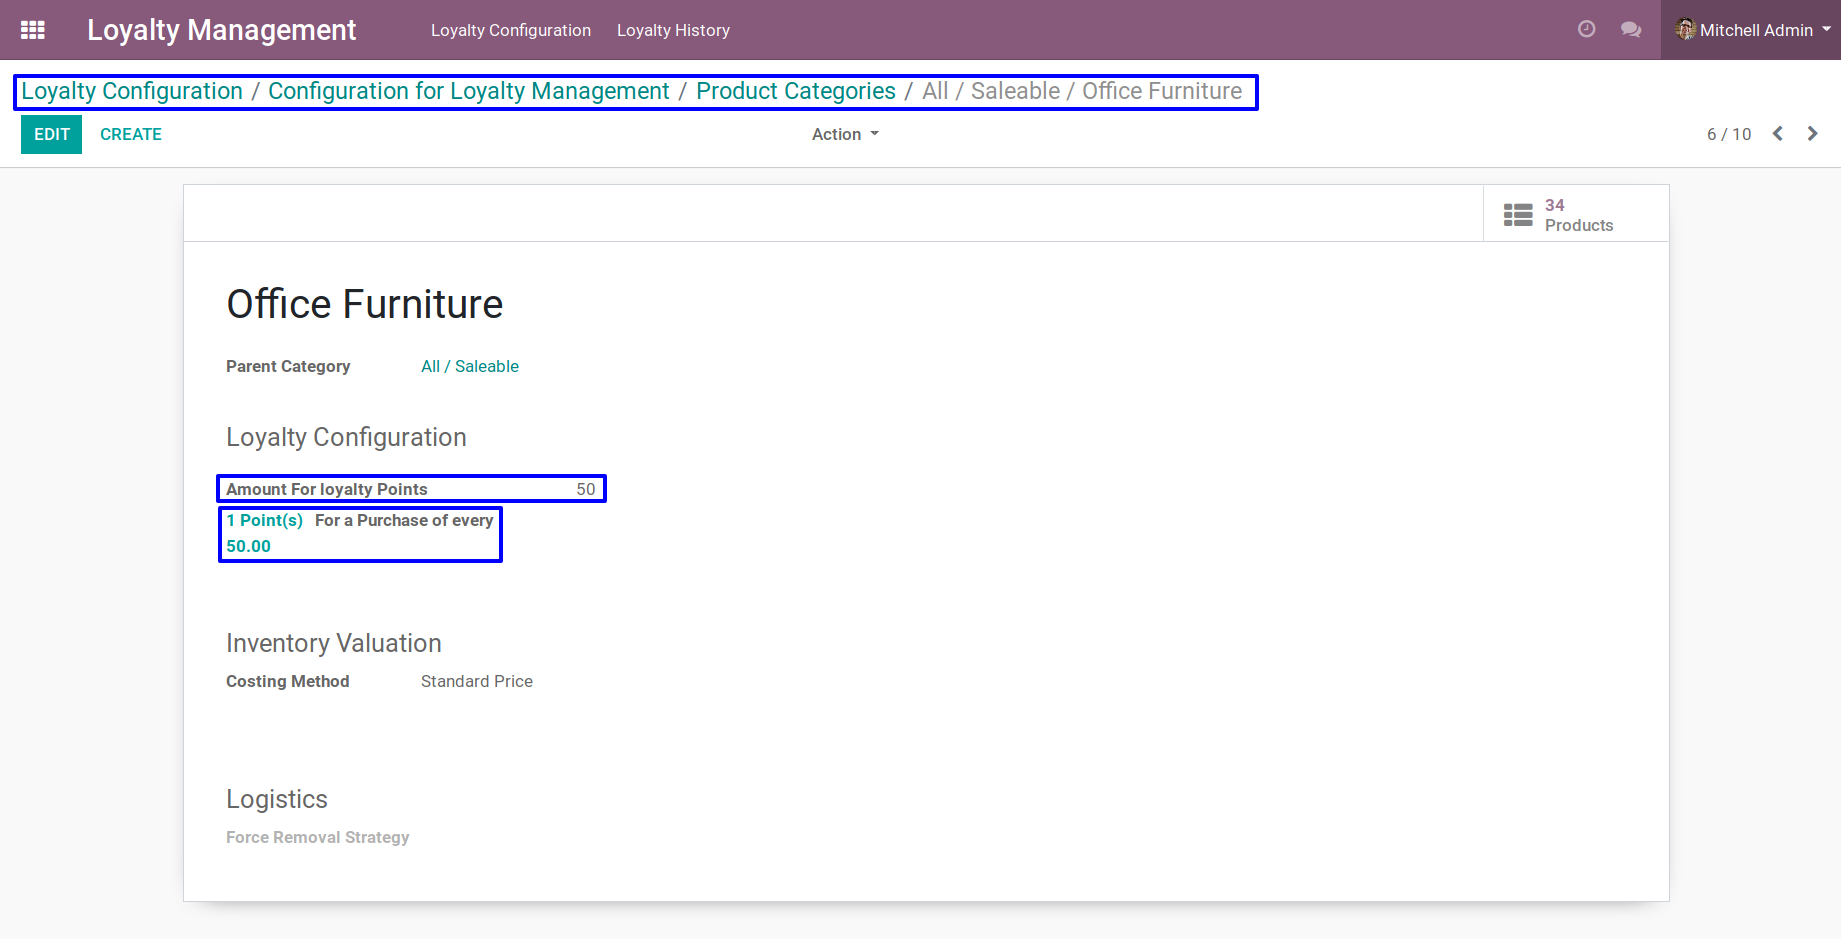 Loyalty Management Loyalty Configuration Loyalty History Mitchell Admin
Loyalty Configuration / Configuration for Loyalty Management / Product Categories / All / Saleable / Office Furniture
EDIT CREATE Action 6 / 10
34
Products
Office Furniture
Parent Category All / Saleable
Loyalty Configuration
Amount For loyalty Points 50
1 Point(s) For a Purchase of every
50.00
Inventory Valuation
Costing Method Standard Price
Logistics
Force Removal Strategy